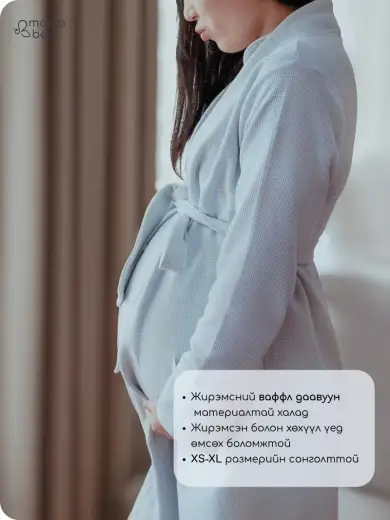 • Жирэмсний ваффл даавуун
материалтай халад
• Жирэмсэн болон хөхүүл үед
өмсөх боломжтой
• XS-XL размерийн сонголттой